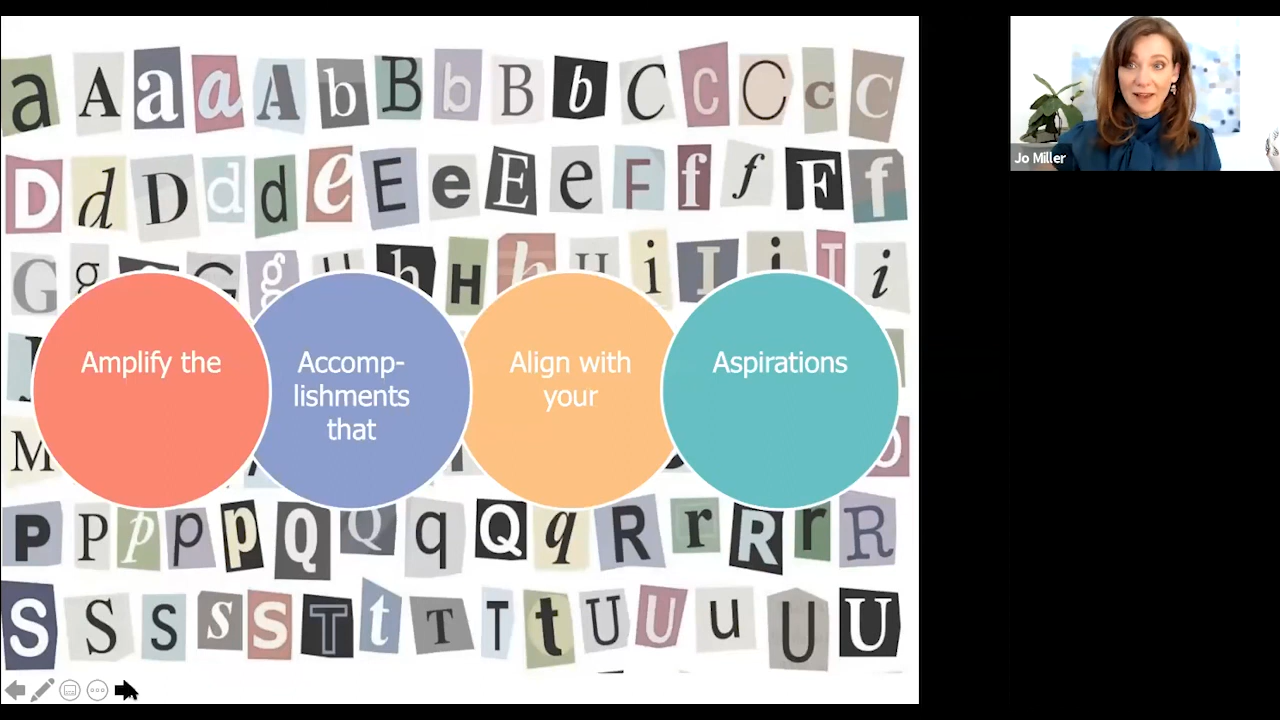 a A a a A b B b B b C c C c C
D d D d d e E e E e F f f F f
G g G g H h H h H i I i I i
Jo Miller
Amplify the
Accomp-
lishments
that
Align with
your
Aspirations
M
P P p p p Q Q q Q q R r R r R
S S S s S T t T T t U U u U U